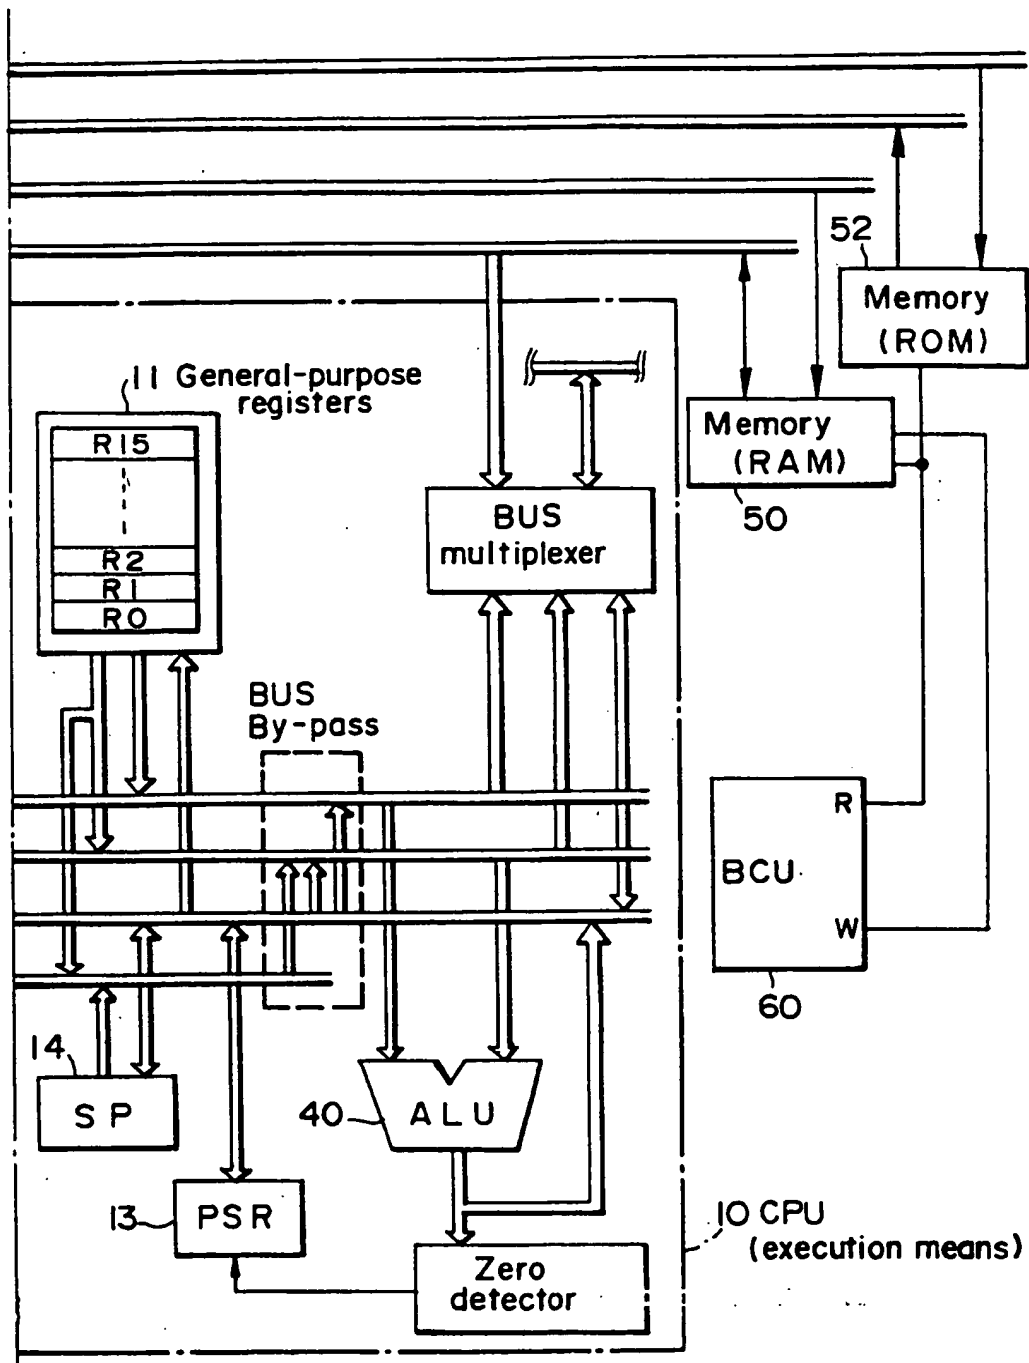 52
Memory
(ROM)
11 General-purpose
registers
R15
R2
R1
R0
Memory
(RAM)
50
BUS
multiplexer
BUS
By-pass
R
BCU
W
60
14
SP
40
ALU
13
PSR
10 CPU
(execution means)
Zero
detector